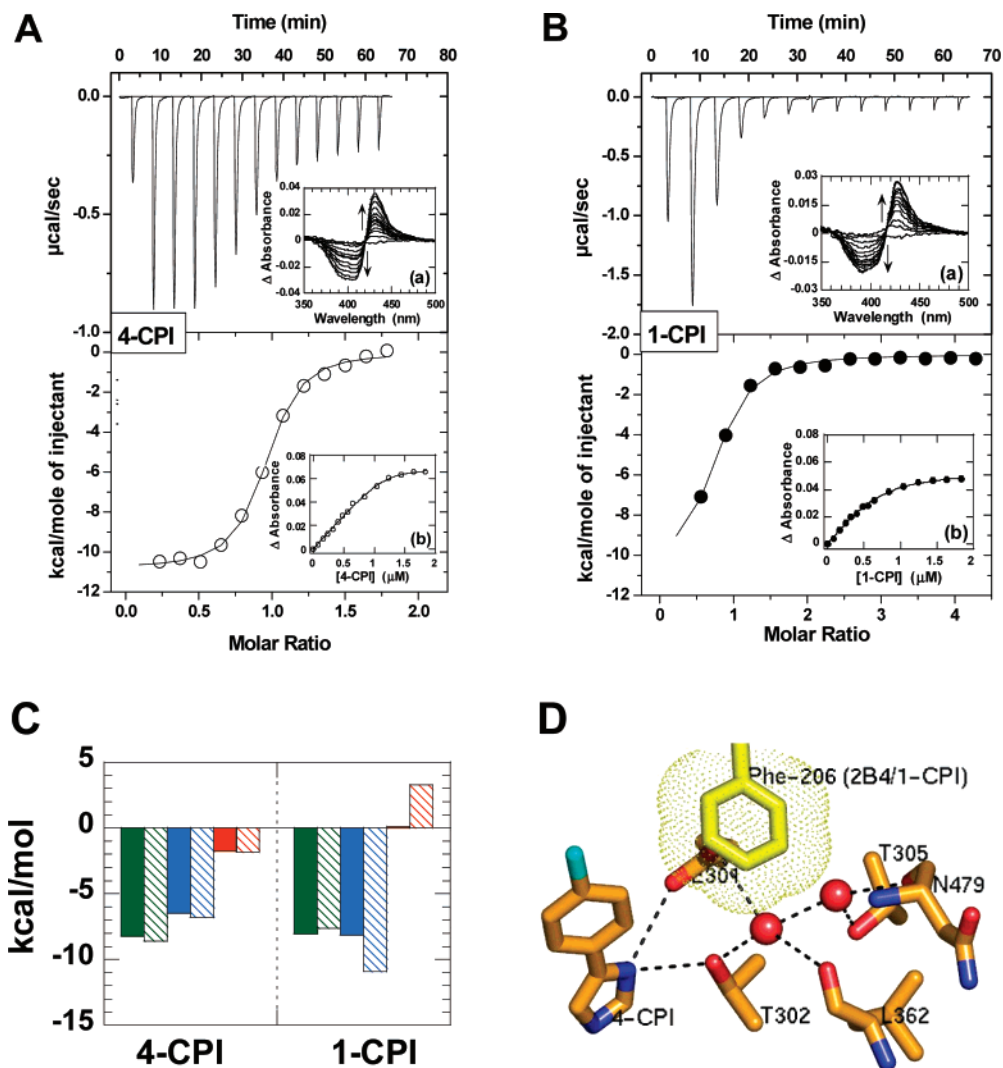 A
Time (min)
0 10 20 30 40 50 60 70 80
0.0
-0.5
-1.0
µcal/sec
0.04
0.02
0
-0.02
-0.04
Δ Absorbance
(a)
350 400 450 500
Wavelength (nm)
4-CPI
0
-2
-4
-6
-8
-10
-12
kcal/mole of injectant
0.08
0.06
0.04
0.02
0
Δ Absorbance
(b)
0 0.5 1 1.5 2
[4-CPI] (µM)
0.0 0.5 1.0 1.5 2.0
Molar Ratio
B
Time (min)
0 10 20 30 40 50 60 70
0.0
-0.5
-1.0
-1.5
-2.0
µcal/sec
0.03
0.015
0
-0.015
-0.03
Δ Absorbance
(a)
350 400 450 500
Wavelength (nm)
1-CPI
0
-2
-4
-6
-8
-10
-12
kcal/mole of injectant
0.08
0.04
0.02
0
Δ Absorbance
(b)
0 0.5 1 1.5 2
[1-CPI] (µM)
0 1 2 3 4
Molar Ratio
C
5
0
-5
-10
-15
kcal/mol
4-CPI 1-CPI
D
Phe-206 (2B4/1-CPI)
E301
T305
N479
4-CPI
T302
L362